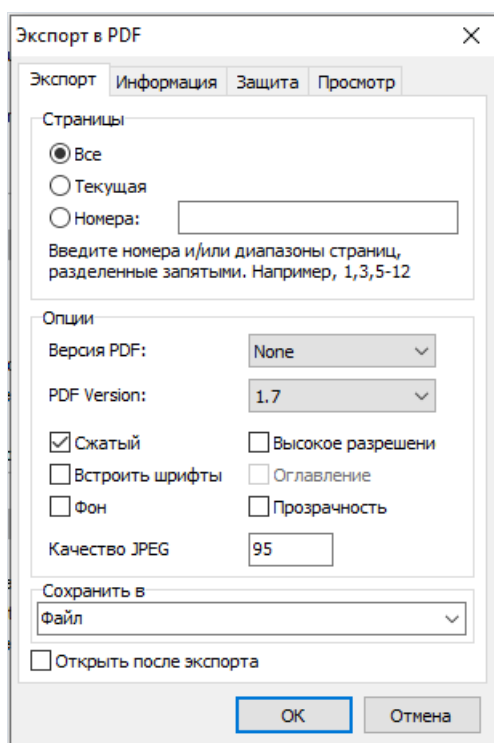 Экспорт в PDF
Экспорт Информация Защита Просмотр
Страницы
Все
Текущая
Номера:
Введите номера и/или диапазоны страниц,
разделенные запятыми. Например, 1,3,5-12
Опции
Версия PDF: None
PDF Version: 1.7
Сжатый Высокое разрешени
Встроить шрифты Оглавление
Фон Прозрачность
Качество JPEG 95
Сохранить в
Файл
Открыть после экспорта
ОК Отмена